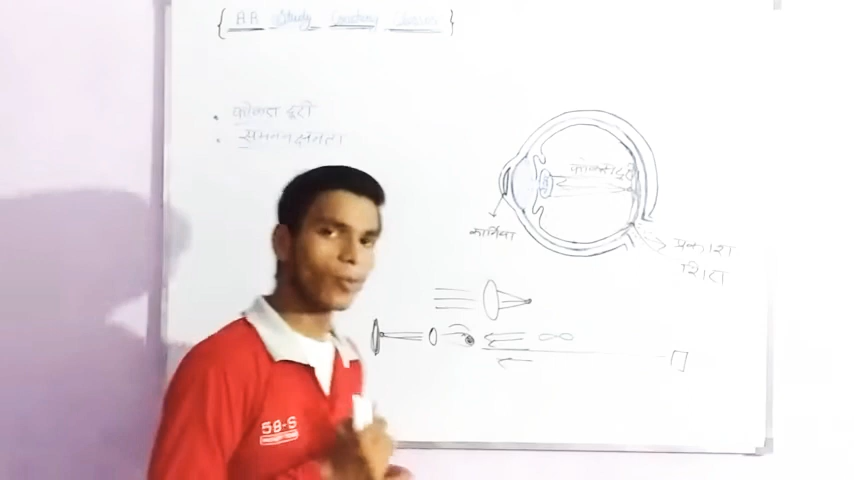 { A A Study Coaching Classes }
• फोकस दूरी
• समंजन क्षमता
फोकस दूरी
कार्निया
प्रकाश
शिरा
∞
58-S